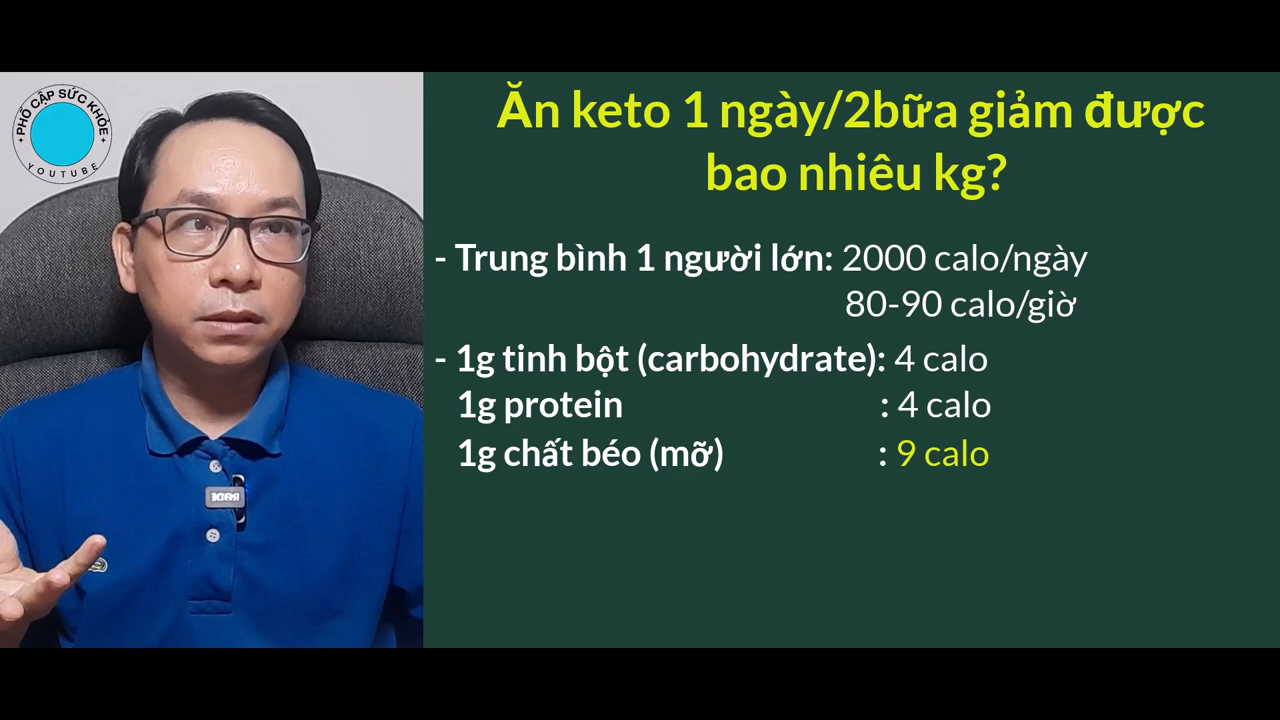 PHỔ CẬP SỨC KHỎE
YOUTUBE
Ăn keto 1 ngày/2bữa giảm được
bao nhiêu kg?
- Trung bình 1 người lớn: 2000 calo/ngày
80-90 calo/giờ
- 1g tinh bột (carbohydrate): 4 calo
1g protein : 4 calo
1g chất béo (mỡ) : 9 calo